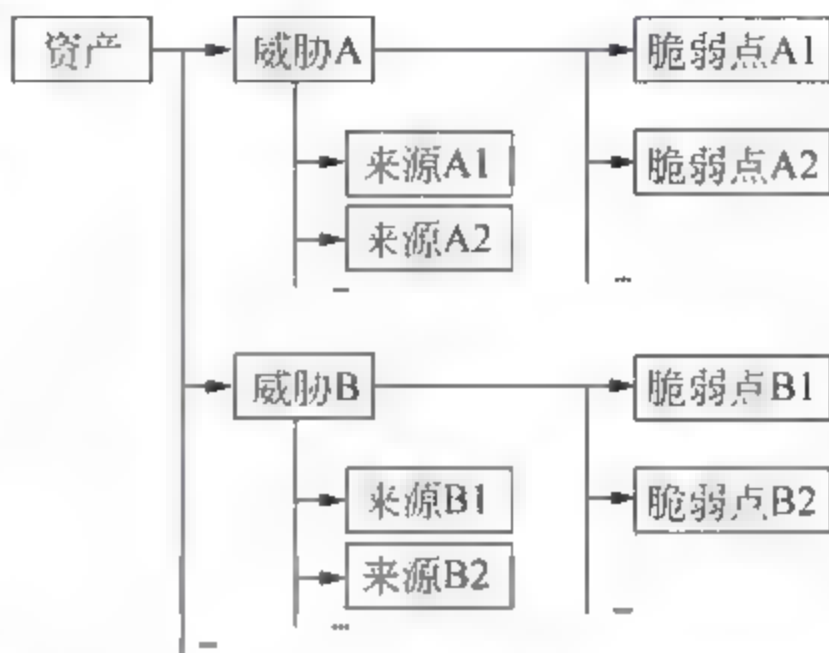 资产 威胁A 脆弱点A1
来源A1 脆弱点A2
来源A2
... ...
威胁B 脆弱点B1
来源B1 脆弱点B2
来源B2
... ...
...